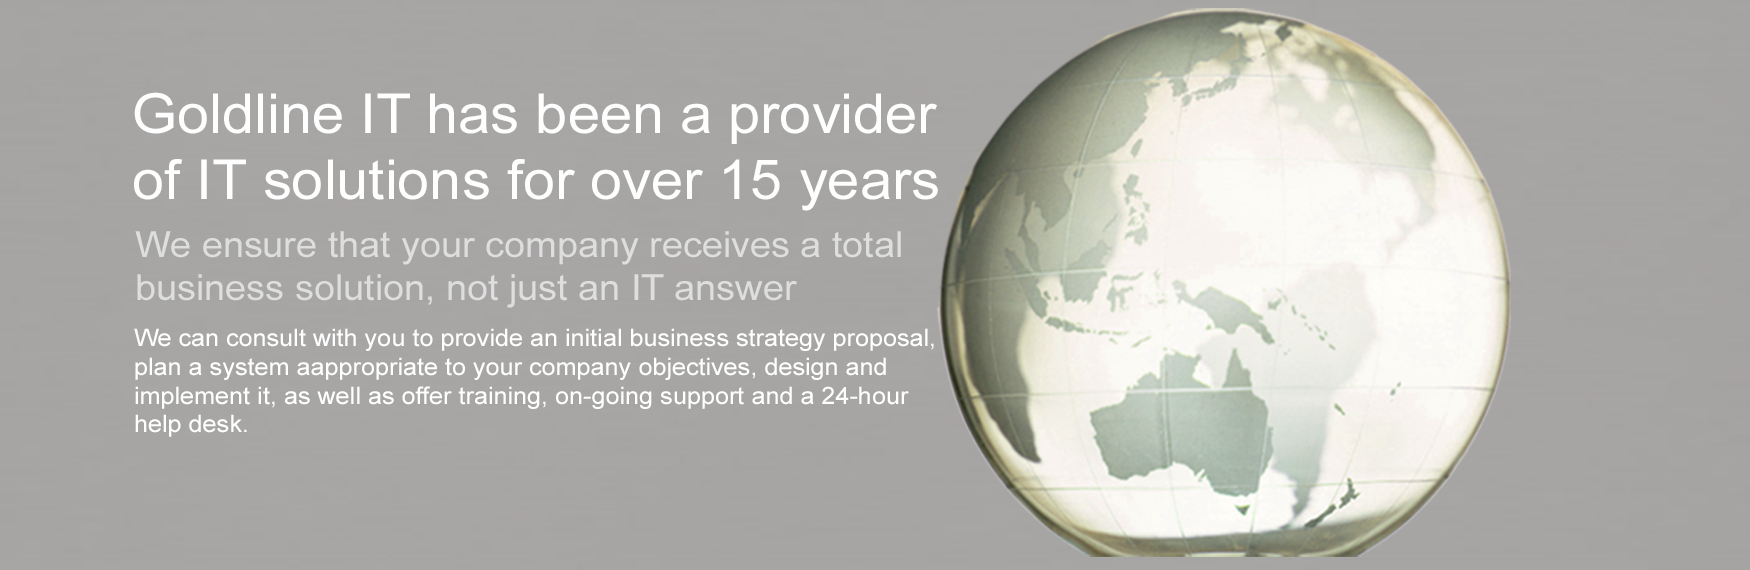 Goldline IT has been a provider
of IT solutions for over 15 years
We ensure that your company receives a total
business solution, not just an IT answer
We can consult with you to provide an initial business strategy proposal,
plan a system aappropriate to your company objectives, design and
implement it, as well as offer training, on-going support and a 24-hour
help desk.